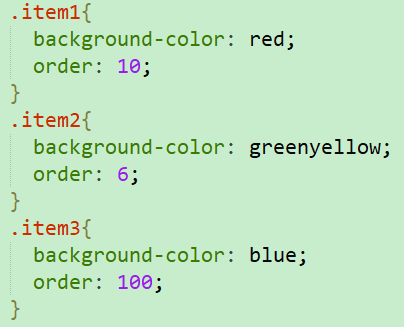 .item1{
  background-color: red;
  order: 10;
}
.item2{
  background-color: greenyellow;
  order: 6;
}
.item3{
  background-color: blue;
  order: 100;
}